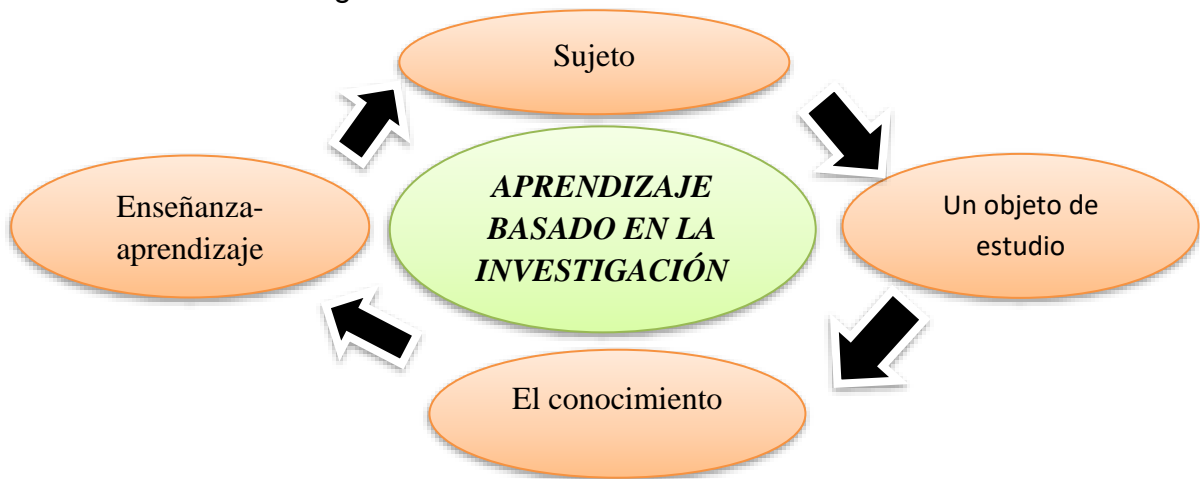 Sujeto
Enseñanza-
aprendizaje
APRENDIZAJE
BASADO EN LA
INVESTIGACIÓN
Un objeto de
estudio
El conocimiento